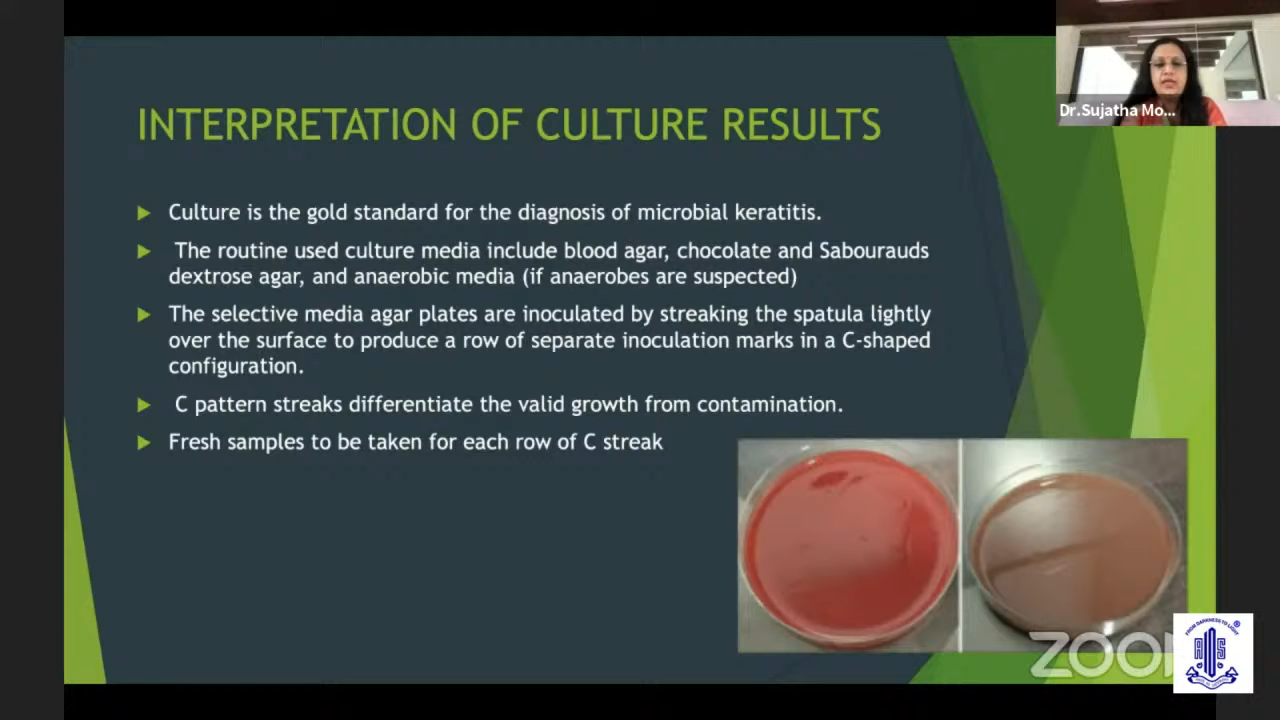 Dr.Sujatha Mo...
INTERPRETATION OF CULTURE RESULTS
Culture is the gold standard for the diagnosis of microbial keratitis.
The routine used culture media include blood agar, chocolate and Sabourauds
dextrose agar, and anaerobic media (if anaerobes are suspected)
The selective media agar plates are inoculated by streaking the spatula lightly
over the surface to produce a row of separate inoculation marks in a C-shaped
configuration.
C pattern streaks differentiate the valid growth from contamination.
Fresh samples to be taken for each row of C streak
FROM DARKNESS TO LIGHT